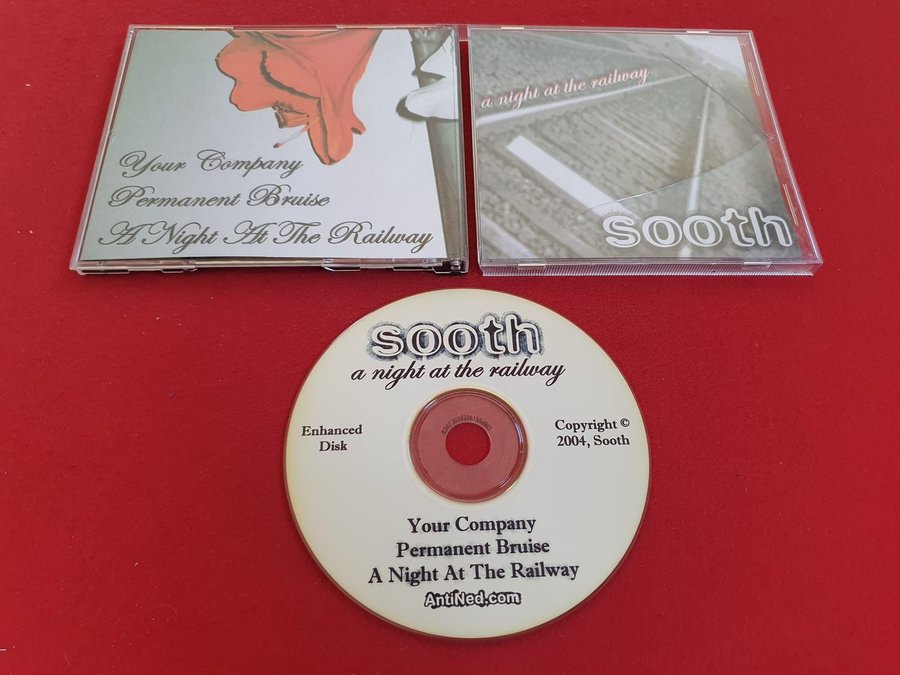 Your Company
Permanent Bruise
A Night At The Railway
a night at the railway
sooth
sooth
a night at the railway
Enhanced
Disk
Copyright ©
2004, Sooth
Your Company
Permanent Bruise
A Night At The Railway
AntiNed.com